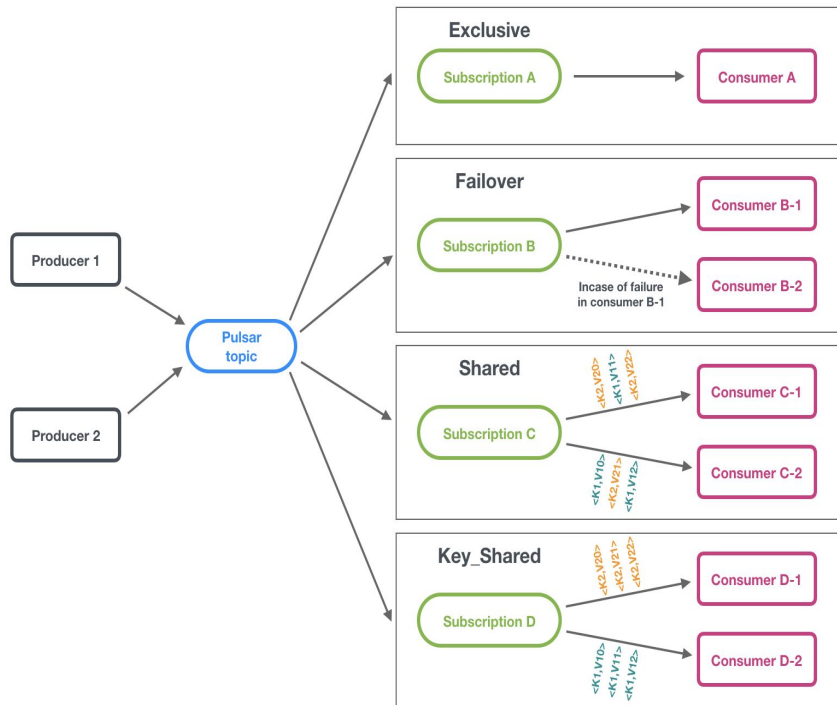 Exclusive
Subscription A
Consumer A
Failover
Subscription B
Consumer B-1
Consumer B-2
Incase of failure
in consumer B-1
Producer 1
Producer 2
Pulsar
topic
Shared
Subscription C
<K2,V20>
<K1,V11>
<K2,V22>
Consumer C-1
<K1,V10>
<K2,V21>
<K1,V12>
Consumer C-2
Key_Shared
Subscription D
<K2,V20>
<K2,V21>
<K2,V22>
Consumer D-1
<K1,V10>
<K1,V11>
<K1,V12>
Consumer D-2